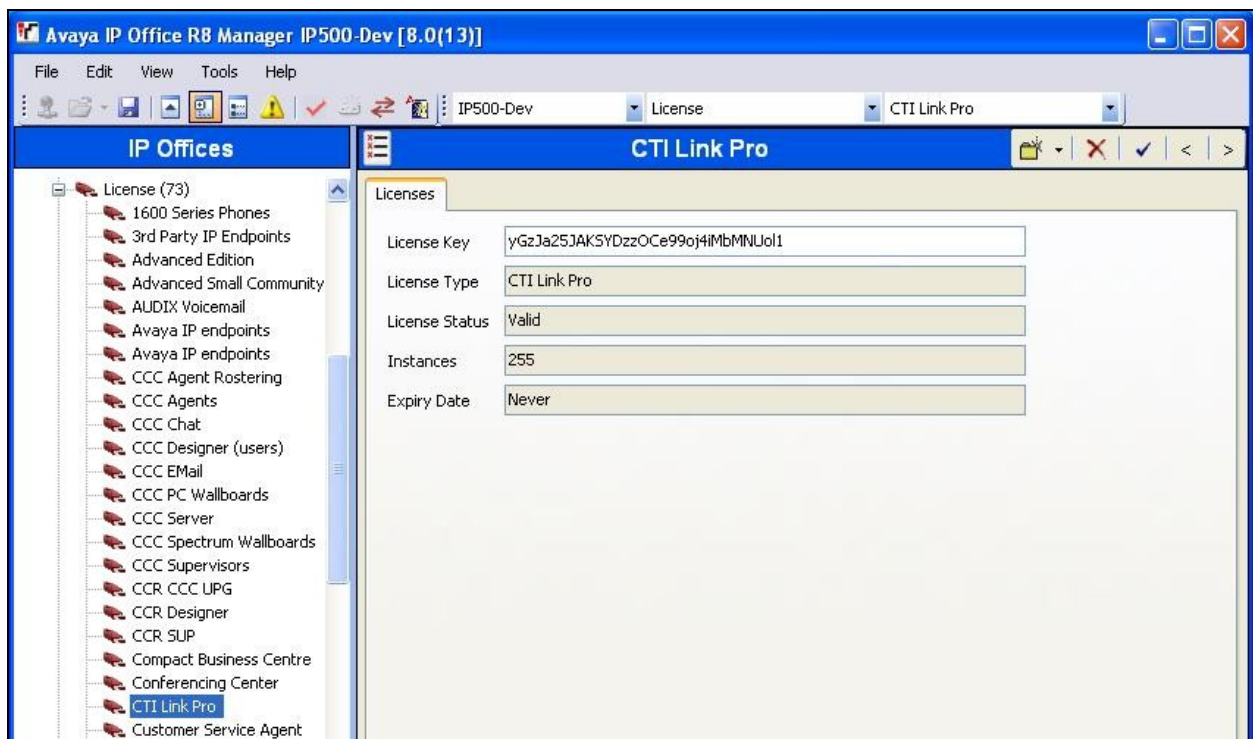 Avaya IP Office R8 Manager IP500-Dev [8.0(13)]
File Edit View Tools Help
IP500-Dev License CTI Link Pro
IP Offices
License (73)
1600 Series Phones
3rd Party IP Endpoints
Advanced Edition
Advanced Small Community
AUDIX Voicemail
Avaya IP endpoints
Avaya IP endpoints
CCC Agent Rostering
CCC Agents
CCC Chat
CCC Designer (users)
CCC EMail
CCC PC Wallboards
CCC Server
CCC Spectrum Wallboards
CCC Supervisors
CCR CCC UPG
CCR Designer
CCR SUP
Compact Business Centre
Conferencing Center
CTI Link Pro
Customer Service Agent
CTI Link Pro
Licenses
License Key yGzJa25JAKSYDzzOCe99oj4iMbMNUol1
License Type CTI Link Pro
License Status Valid
Instances 255
Expiry Date Never